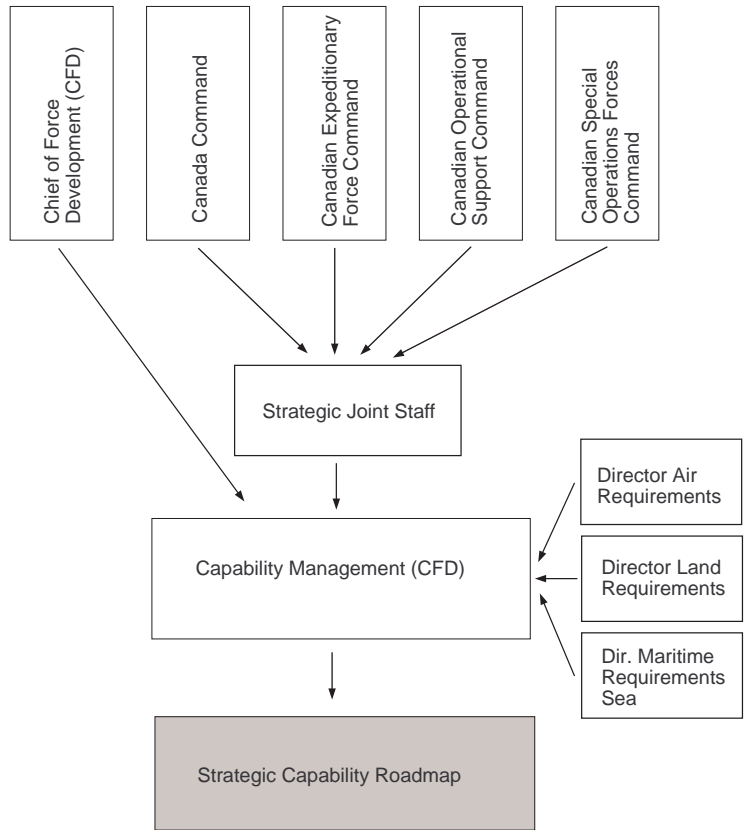 Chief of Force
Development (CFD)
Canada Command
Canadian Expeditionary
Force Command
Canadian Operational
Support Command
Canadian Special
Operations Forces
Command
Strategic Joint Staff
Director Air
Requirements
Capability Management (CFD)
Director Land
Requirements
Dir. Maritime
Requirements
Sea
Strategic Capability Roadmap